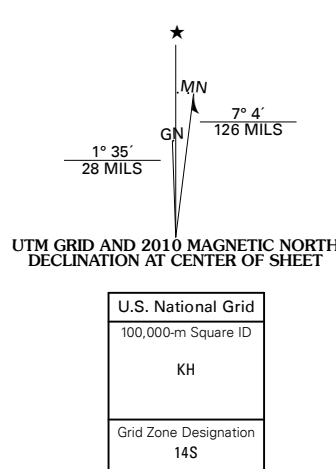 ★
MN
GN
7° 4´
126 MILS
1° 35´
28 MILS
UTM GRID AND 2010 MAGNETIC NORTH
DECLINATION AT CENTER OF SHEET
U.S. National Grid
100,000-m Square ID
KH
Grid Zone Designation
14S